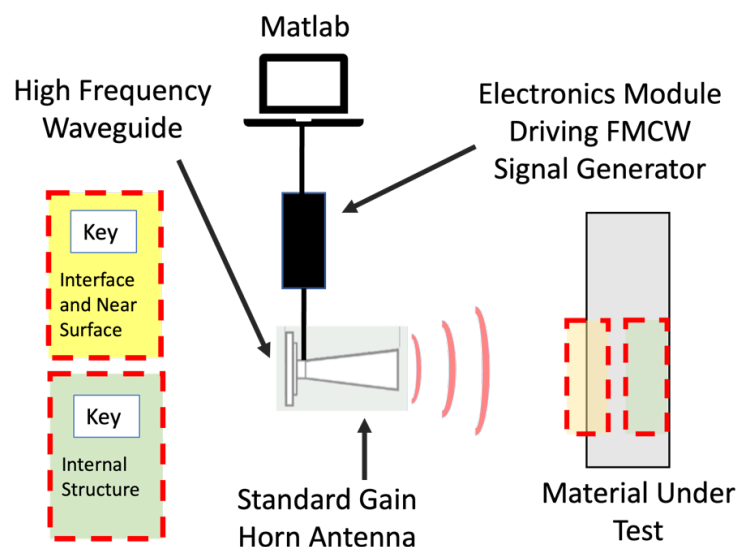 Matlab
High Frequency
Waveguide
Electronics Module
Driving FMCW
Signal Generator
Key
Interface
and Near
Surface
Key
Internal
Structure
Standard Gain
Horn Antenna
Material Under
Test